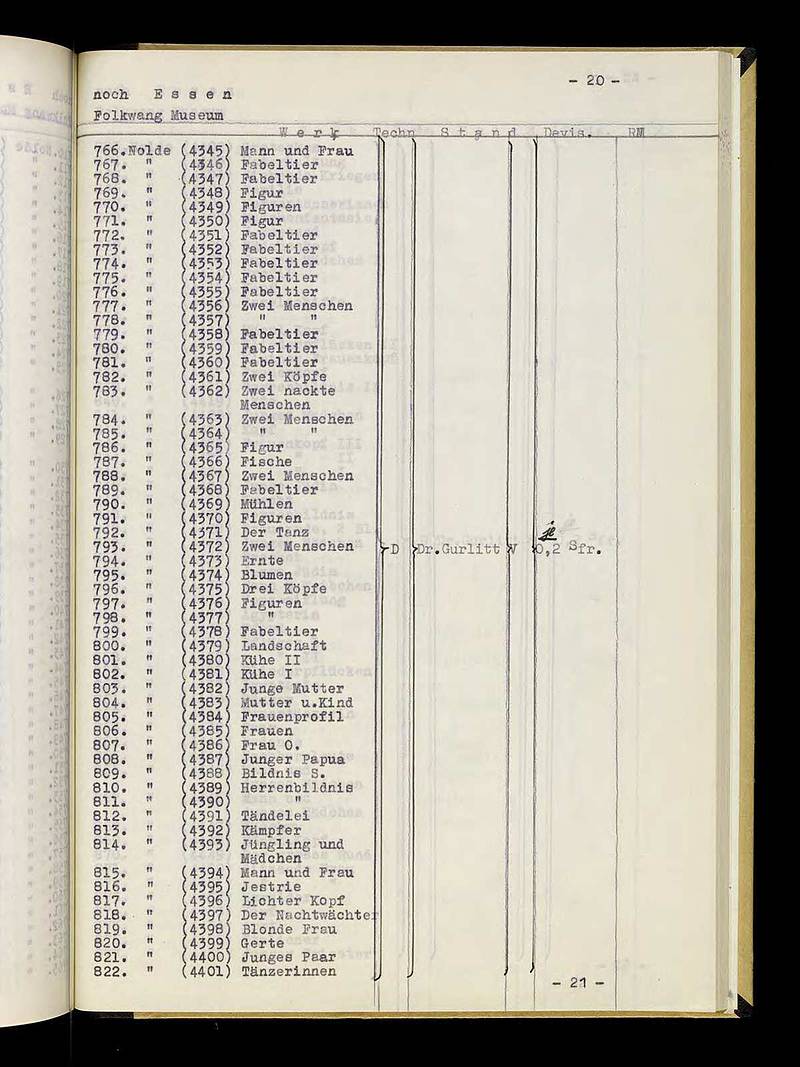 - 20 -
noch E s s e n
Folkwang Museum
W e r k Techn S t a n d Devis. RM
766.Nolde (4345) Mann und Frau
767. " (4346) Fabeltier
768. " (4347) Fabeltier
769. " (4348) Figur
770. " (4349) Figuren
771. " (4350) Figur
772. " (4351) Fabeltier
773. " (4352) Fabeltier
774. " (4353) Fabeltier
775. " (4354) Fabeltier
776. " (4355) Fabeltier
777. " (4356) Zwei Menschen
778. " (4357) " "
779. " (4358) Fabeltier
780. " (4359) Fabeltier
781. " (4360) Fabeltier
782. " (4361) Zwei Köpfe
783. " (4362) Zwei nackte
Menschen
784. " (4363) Zwei Menschen
785. " (4364) " "
786. " (4365) Figur
787. " (4366) Fische
788. " (4367) Zwei Menschen
789. " (4368) Fabeltier
790. " (4369) Mühlen
791. " (4370) Figuren
792. " (4371) Der Tanz je
793. " (4372) Zwei Menschen D Dr.Gurlitt V 0,2 Sfr.
794. " (4373) Ernte
795. " (4374) Blumen
796. " (4375) Drei Köpfe
797. " (4376) Figuren
798. " (4377) "
799. " (4378) Fabeltier
800. " (4379) Landschaft
801. " (4380) Kühe II
802. " (4381) Kühe I
803. " (4382) Junge Mutter
804. " (4383) Mutter u.Kind
805. " (4384) Frauenprofil
806. " (4385) Frauen
807. " (4386) Frau O.
808. " (4387) Junger Papua
809. " (4388) Bildnis S.
810. " (4389) Herrenbildnis
811. " (4390) "
812. " (4391) Tändelei
813. " (4392) Kämpfer
814. " (4393) Jüngling und
Mädchen
815. " (4394) Mann und Frau
816. " (4395) Jestrie
817. " (4396) Lichter Kopf
818. " (4397) Der Nachtwächter
819. " (4398) Blonde Frau
820. " (4399) Gerte
821. " (4400) Junges Paar
822. " (4401) Tänzerinnen
- 21 -